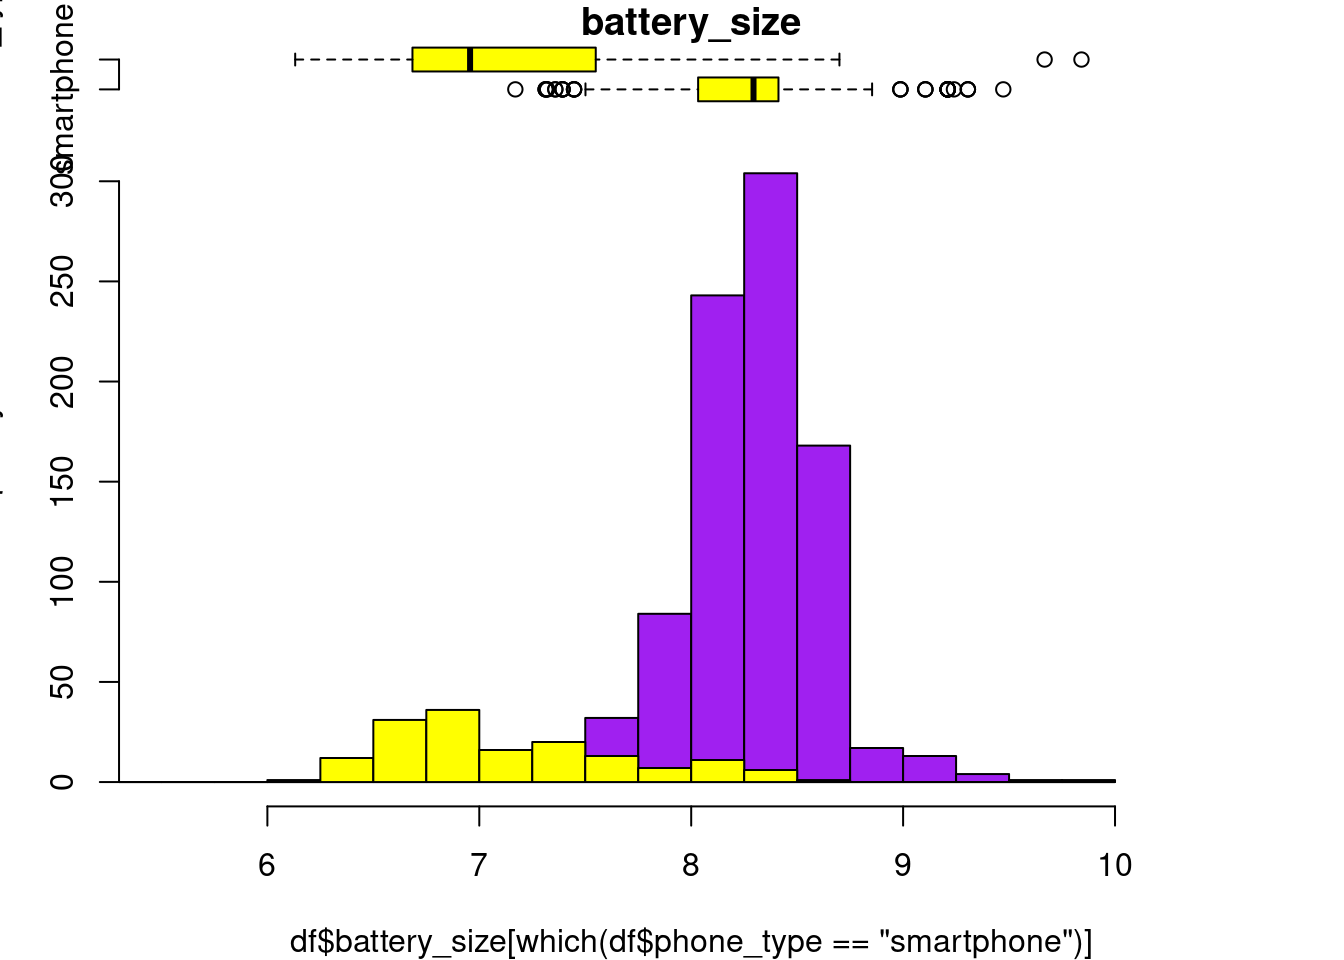 battery_size
smartphone
300
250
200
150
100
50
0
6 7 8 9 10
df$battery_size[which(df$phone_type == "smartphone")]